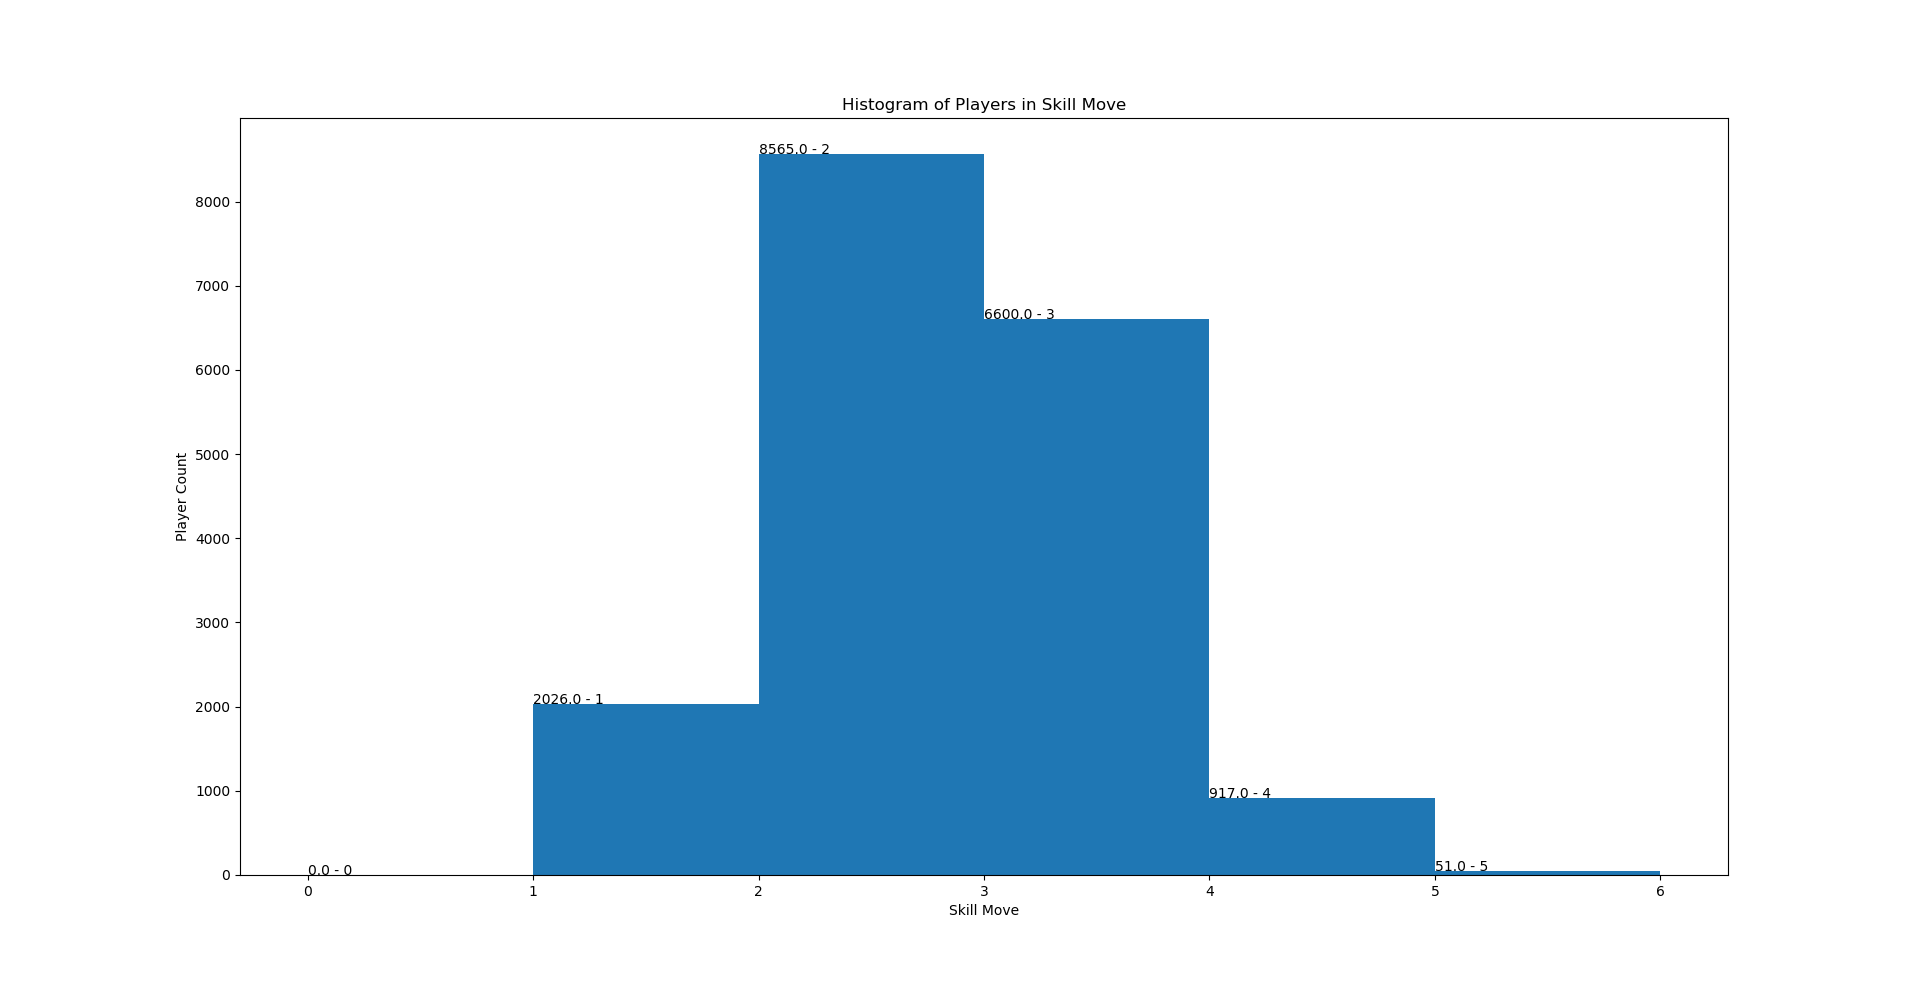 Histogram of Players in Skill Move
8565.0 - 2
8000
7000
6600.0 - 3
6000
5000
Player Count
4000
3000
2026.0 - 1
2000
917.0 - 4
1000
51.0 - 5
0.0 - 0
0
0 1 2 3 4 5 6
Skill Move